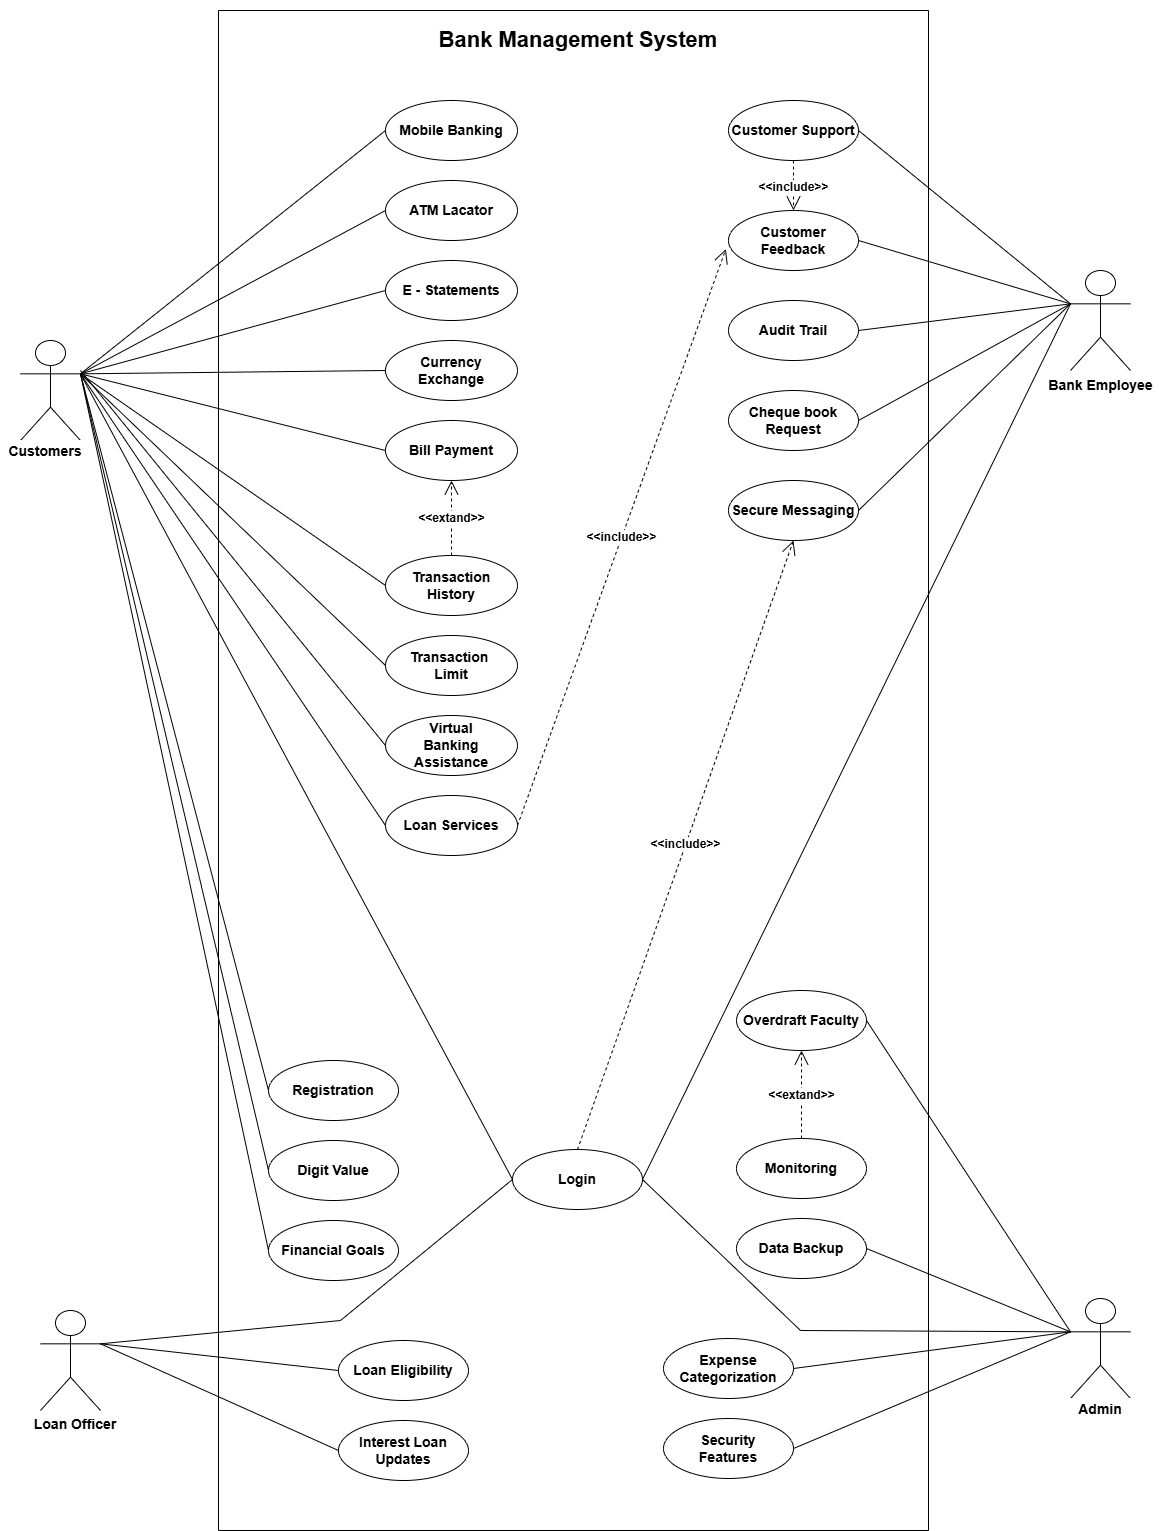 Bank Management System
Mobile Banking
ATM Lacator
E - Statements
Currency
Exchange
Bill Payment
<<extand>>
Transaction
History
Transaction
Limit
Virtual
Banking
Assistance
Loan Services
Customers
Customer Support
<<include>>
Customer
Feedback
Audit Trail
Cheque book
Request
Secure Messaging
Bank Employee
<<include>>
<<include>>
Registration
Digit Value
Financial Goals
Login
Overdraft Faculty
<<extand>>
Monitoring
Data Backup
Loan Officer
Loan Eligibility
Interest Loan
Updates
Expense
Categorization
Security
Features
Admin